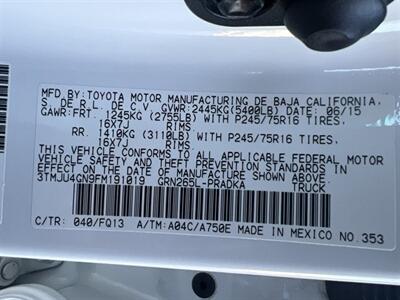 MFD.BY:TOYOTA MOTOR MANUFACTURING DE BAJA CALIFORNIA,
S. DE R.L. DE C.V. GVWR:2445KG(5400LB) DATE: 06/15
GAWR:FRT. 1245KG (2755LB) WITH P245/75R16 TIRES,
16X7J RIMS.
RR. 1410KG (3110LB) WITH P245/75R16 TIRES,
16X7J RIMS.
THIS VEHICLE CONFORMS TO ALL APPLICABLE FEDERAL MOTOR
VEHICLE SAFETY AND THEFT PREVENTION STANDARDS IN
EFFECT ON THE DATE OF MANUFACTURE SHOWN ABOVE.
3TMJU4GN9FM191019 GRN265L-PRADKA TRUCK
C/TR: 040/FQ13 A/TM:A04C/A750E MADE IN MEXICO NO.353